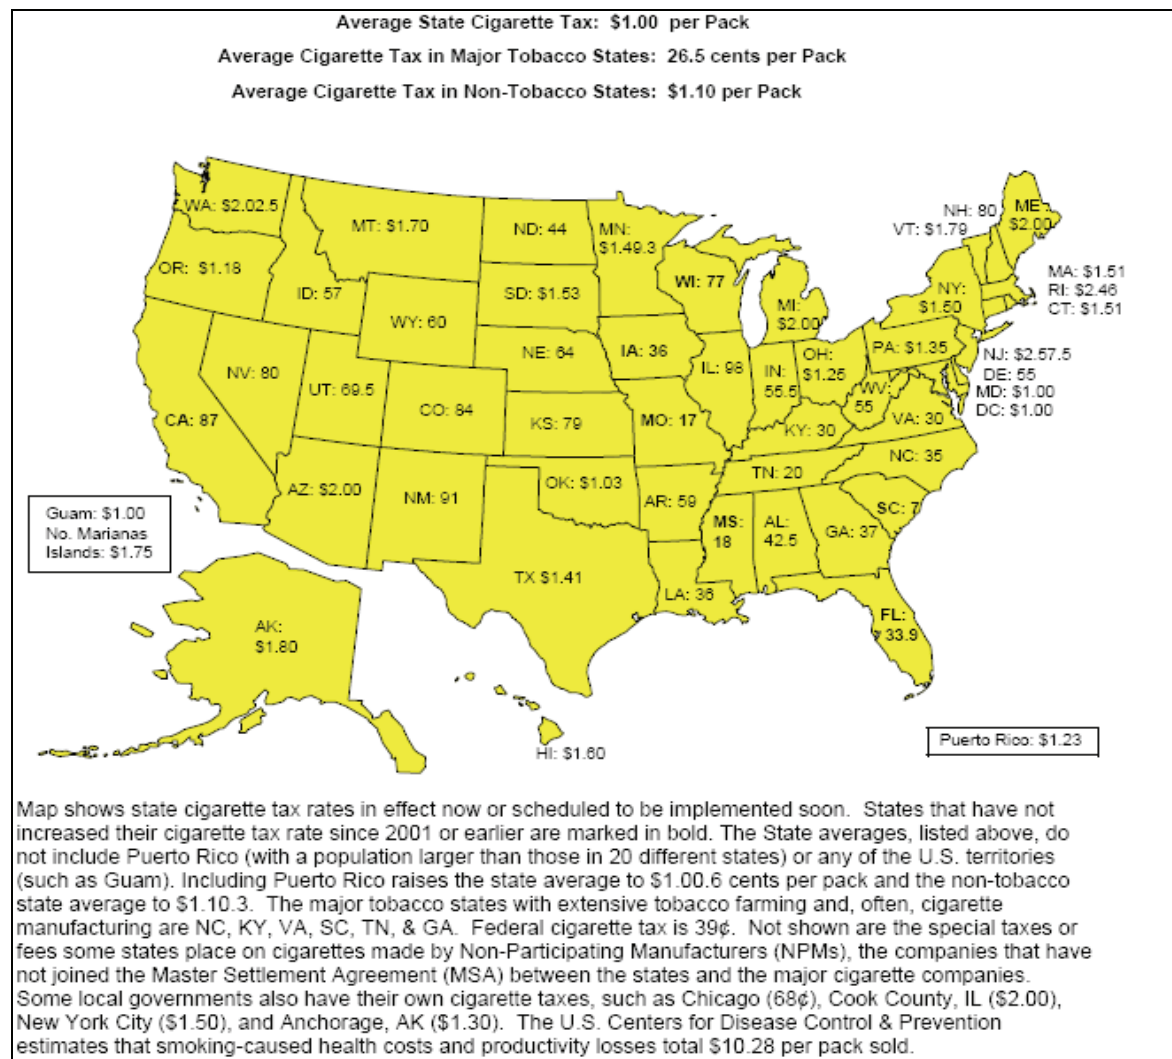 Average State Cigarette Tax: $1.00 per Pack
Average Cigarette Tax in Major Tobacco States: 26.5 cents per Pack
Average Cigarette Tax in Non-Tobacco States: $1.10 per Pack
WA: $2.02.5
MT: $1.70
ND: 44
MN:
$1.49.3
NH: 80
VT: $1.79
ME
$2.00
OR: $1.18
ID: 57
WY: 60
SD: $1.53
WI: 77
MI:
$2.00
NY:
$1.50
MA: $1.51
RI: $2.46
CT: $1.51
NV: 80
UT: 69.5
CO: 84
NE: 64
IA: 36
IL: 98
IN:
55.5
OH:
$1.25
PA: $1.35
NJ: $2.57.5
DE: 55
MD: $1.00
DC: $1.00
CA: 87
KS: 79
MO: 17
WV:
55
KY: 30
VA: 30
AZ: $2.00
NM: 91
OK: $1.03
AR: 59
TN: 20
NC: 35
SC: 7
MS:
18
AL:
42.5
GA: 37
Guam: $1.00
No. Marianas
Islands: $1.75
TX $1.41
LA: 36
FL:
33.9
AK:
$1.80
HI: $1.60
Puerto Rico: $1.23
Map shows state cigarette tax rates in effect now or scheduled to be implemented soon. States that have not
increased their cigarette tax rate since 2001 or earlier are marked in bold. The State averages, listed above, do
not include Puerto Rico (with a population larger than those in 20 different states) or any of the U.S. territories
(such as Guam). Including Puerto Rico raises the state average to $1.00.6 cents per pack and the non-tobacco
state average to $1.10.3. The major tobacco states with extensive tobacco farming and, often, cigarette
manufacturing are NC, KY, VA, SC, TN, & GA. Federal cigarette tax is 39¢. Not shown are the special taxes or
fees some states place on cigarettes made by Non-Participating Manufacturers (NPMs), the companies that have
not joined the Master Settlement Agreement (MSA) between the states and the major cigarette companies.
Some local governments also have their own cigarette taxes, such as Chicago (68¢), Cook County, IL ($2.00),
New York City ($1.50), and Anchorage, AK ($1.30). The U.S. Centers for Disease Control & Prevention
estimates that smoking-caused health costs and productivity losses total $10.28 per pack sold.